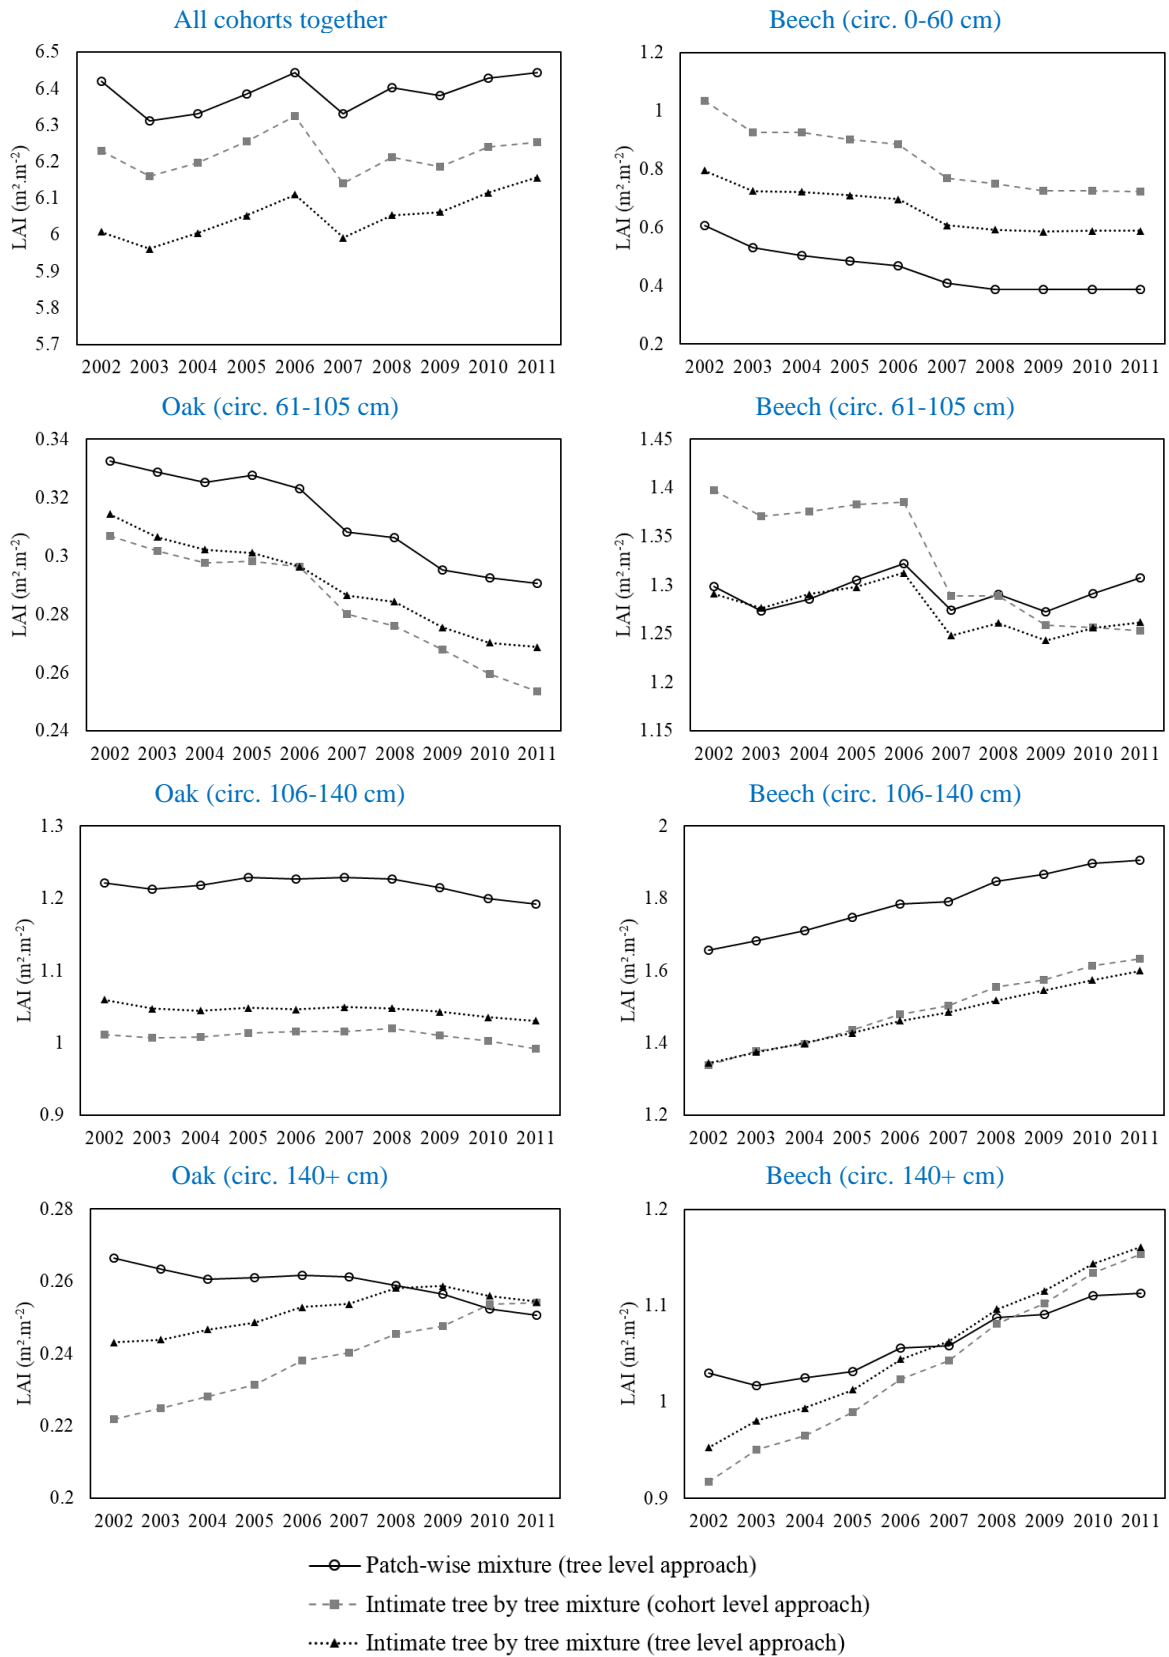 All cohorts together
6.5
6.4
6.3
6.2
6.1
6
5.9
5.8
5.7
LAI (m².m⁻²)
2002 2003 2004 2005 2006 2007 2008 2009 2010 2011
Beech (circ. 0-60 cm)
1.2
1
0.8
0.6
0.4
0.2
LAI (m².m⁻²)
2002 2003 2004 2005 2006 2007 2008 2009 2010 2011
Oak (circ. 61-105 cm)
0.34
0.32
0.3
0.28
0.26
0.24
LAI (m².m⁻²)
2002 2003 2004 2005 2006 2007 2008 2009 2010 2011
Beech (circ. 61-105 cm)
1.45
1.4
1.35
1.3
1.25
1.2
1.15
LAI (m².m⁻²)
2002 2003 2004 2005 2006 2007 2008 2009 2010 2011
Oak (circ. 106-140 cm)
1.3
1.2
1.1
1
0.9
LAI (m².m⁻²)
2002 2003 2004 2005 2006 2007 2008 2009 2010 2011
Beech (circ. 106-140 cm)
2
1.8
1.6
1.4
1.2
LAI (m².m⁻²)
2002 2003 2004 2005 2006 2007 2008 2009 2010 2011
Oak (circ. 140+ cm)
0.28
0.26
0.24
0.22
0.2
LAI (m².m⁻²)
2002 2003 2004 2005 2006 2007 2008 2009 2010 2011
Beech (circ. 140+ cm)
1.2
1.1
1
0.9
LAI (m².m⁻²)
2002 2003 2004 2005 2006 2007 2008 2009 2010 2011
Patch-wise mixture (tree level approach)
Intimate tree by tree mixture (cohort level approach)
Intimate tree by tree mixture (tree level approach)